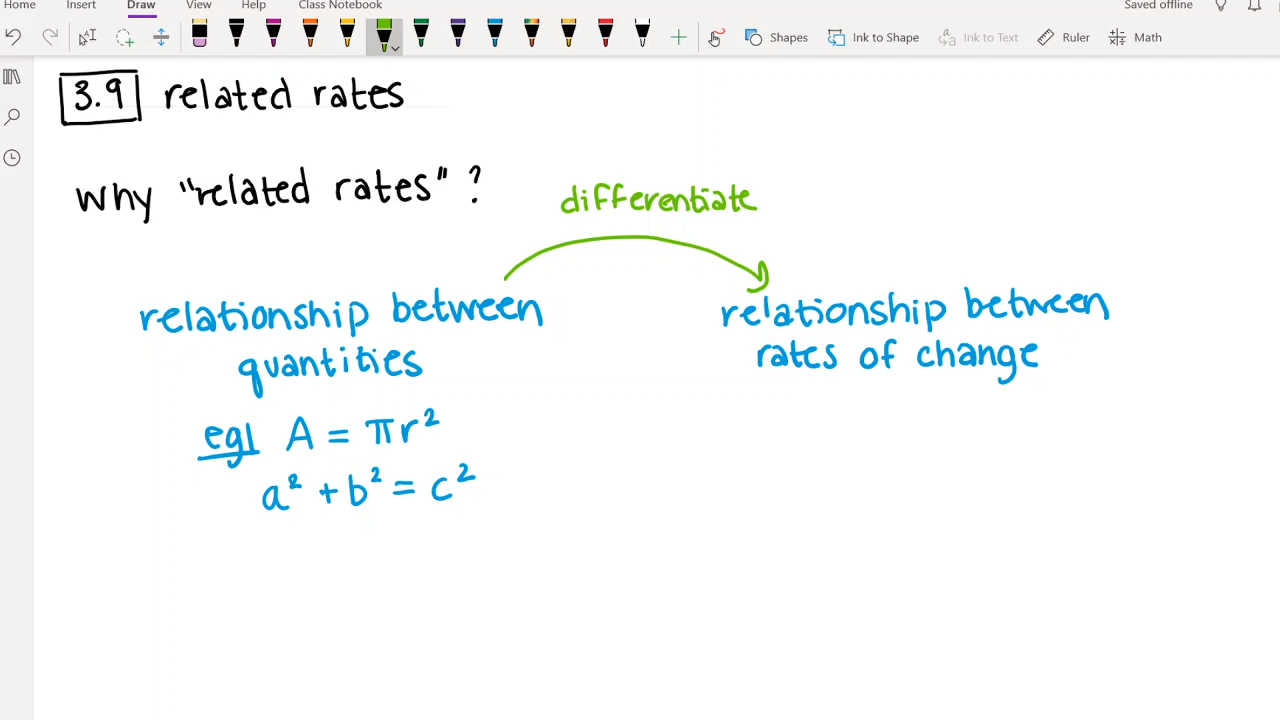 Home Insert Draw View Help Class Notebook Saved offline
Shapes Ink to Shape Ink to Text Ruler Math
3.9 related rates
why "related rates"?
differentiate
relationship between
quantities
relationship between
rates of change
eg1 A = πr²
a² + b² = c²